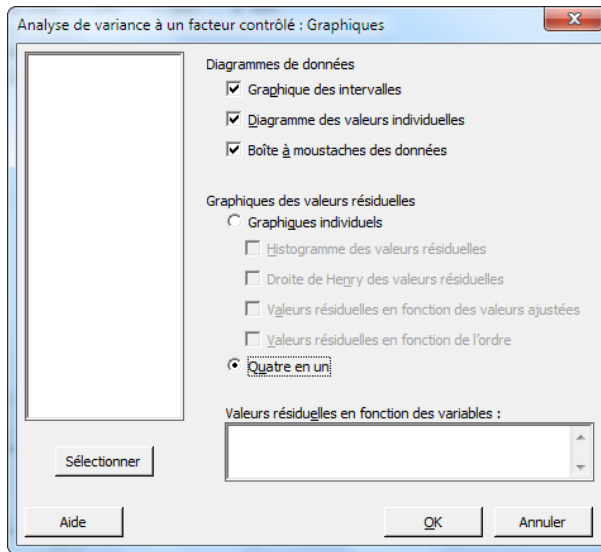 Analyse de variance à un facteur contrôlé : Graphiques
Diagrammes de données
Graphique des intervalles
Diagramme des valeurs individuelles
Boîte à moustaches des données
Graphiques des valeurs résiduelles
Graphiques individuels
Histogramme des valeurs résiduelles
Droite de Henry des valeurs résiduelles
Valeurs résiduelles en fonction des valeurs ajustées
Valeurs résiduelles en fonction de l'ordre
Quatre en un
Valeurs résiduelles en fonction des variables :
Sélectionner
Aide
OK
Annuler